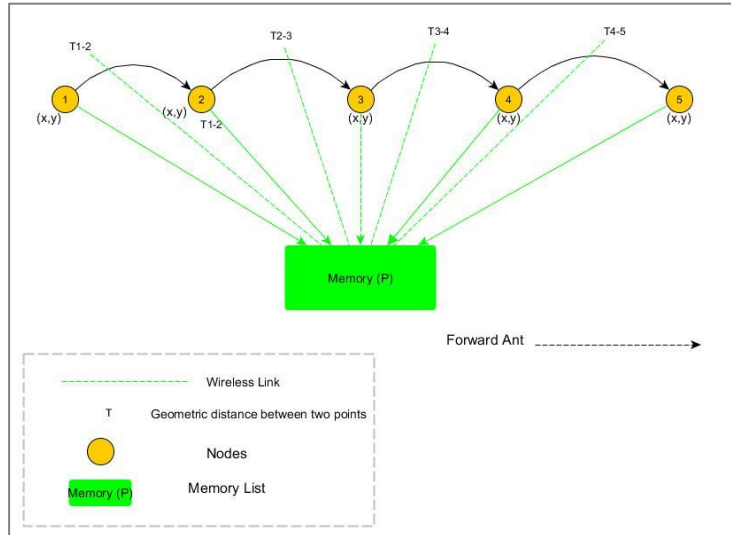 T1-2
T2-3
T3-4
T4-5
1
2
3
4
5
(x,y)
(x,y)
(x,y)
(x,y)
(x,y)
T1-2
Memory (P)
Forward Ant
Wireless Link
T Geometric distance between two points
Nodes
Memory (P) Memory List